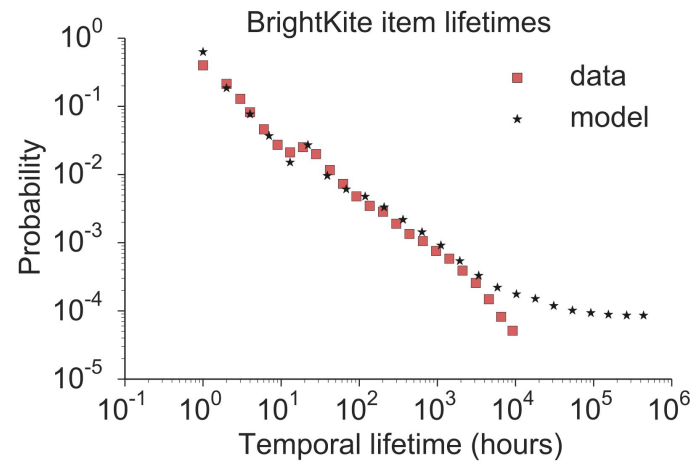 BrightKite item lifetimes
10^0
10^-1
10^-2
10^-3
10^-4
10^-5
Probability
data
model
10^-1 10^0 10^1 10^2 10^3 10^4 10^5 10^6
Temporal lifetime (hours)